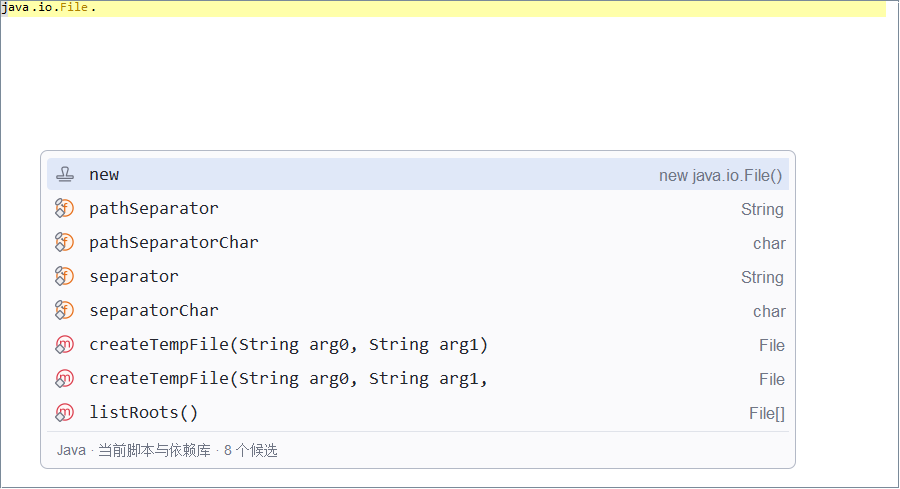 java.io.File.
new new java.io.File()
pathSeparator String
pathSeparatorChar char
separator String
separatorChar char
createTempFile(String arg0, String arg1) File
createTempFile(String arg0, String arg1, File
listRoots() File[]
Java · 当前脚本与依赖库 · 8 个候选